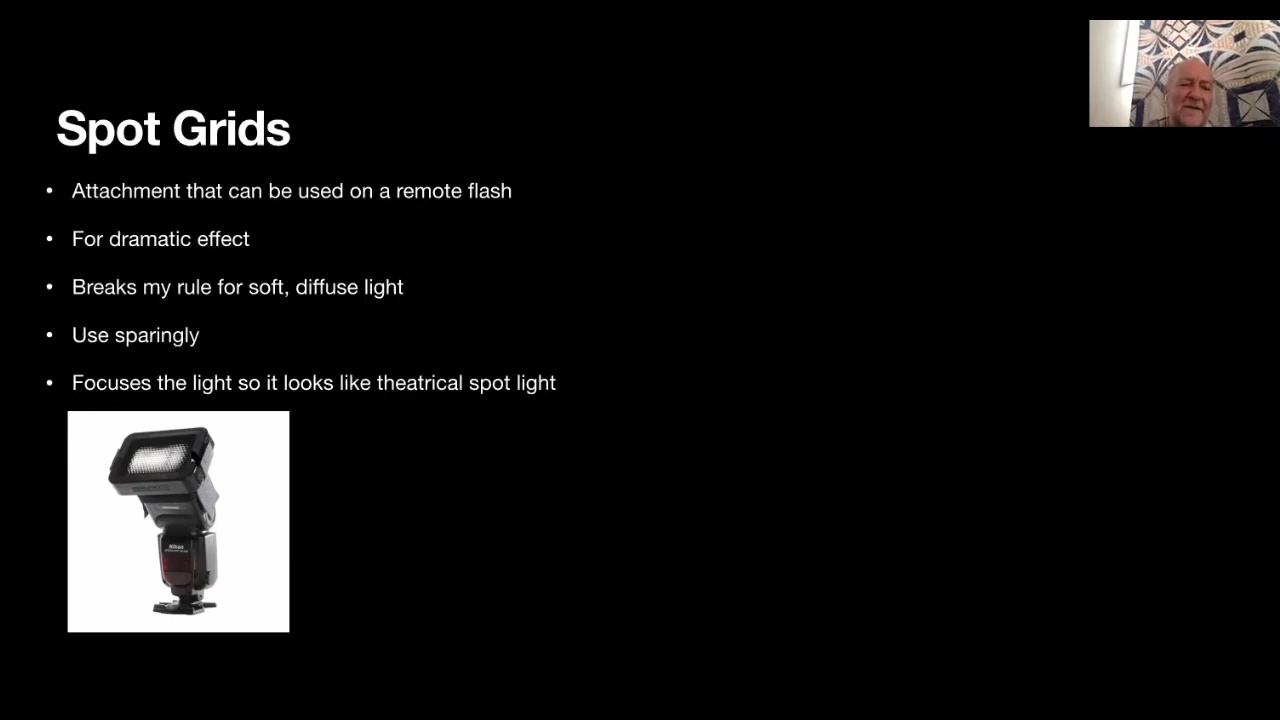 Spot Grids
• Attachment that can be used on a remote flash
• For dramatic effect
• Breaks my rule for soft, diffuse light
• Use sparingly
• Focuses the light so it looks like theatrical spot light
Nikon